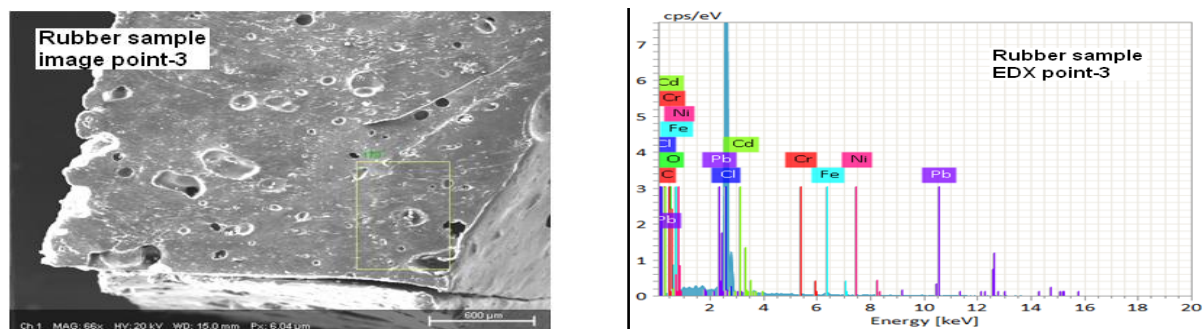 Rubber sample
image point-3
170
Ch 1 MAG: 66x HV: 20 kV WD: 15.0 mm Px: 6.04 µm
600 µm
cps/eV
Rubber sample
EDX point-3
Cd
Cr
Ni
Fe
Cl
O
C
Pb
Pb
Cl
Cd
Cr
Fe
Ni
Pb
7
6
5
4
3
2
1
0
2 4 6 8 10 12 14 16 18 20
Energy [keV]